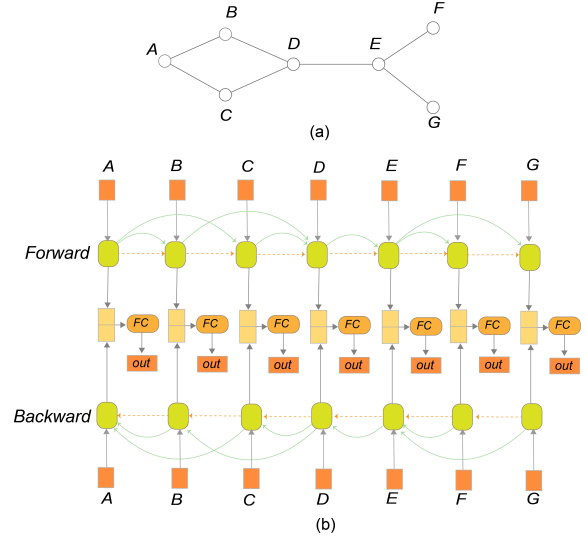 F
B
A
D
E
C
G
(a)
A B C D E F G
Forward
FC FC FC FC FC FC FC
out out out out out out out
Backward
A B C D E F G
(b)